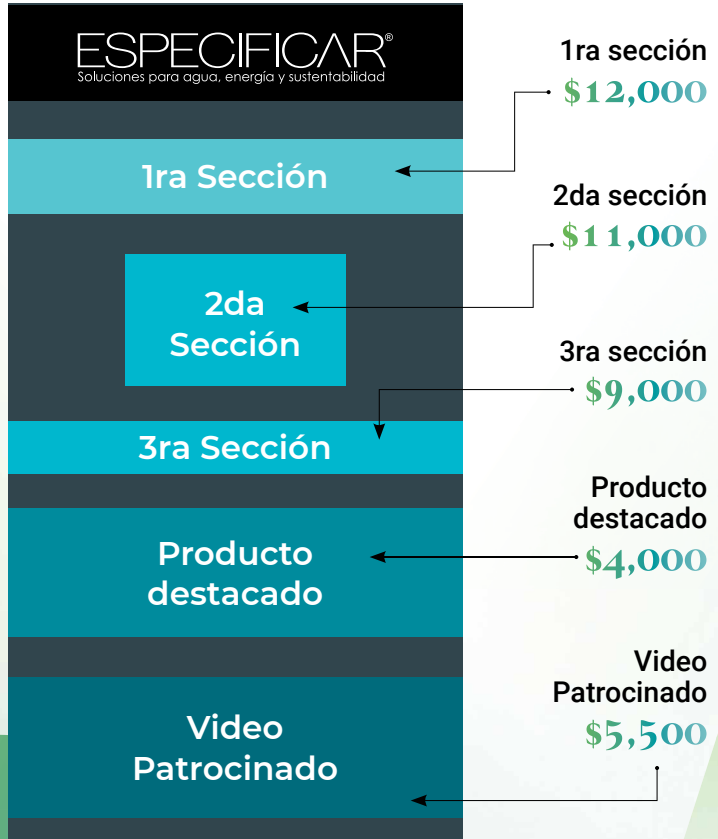 ESPECIFICAR®
Soluciones para agua, energía y sustentabilidad
1ra Sección
2da
Sección
3ra Sección
Producto
destacado
Video
Patrocinado
1ra sección
$12,000
2da sección
$11,000
3ra sección
$9,000
Producto
destacado
$4,000
Video
Patrocinado
$5,500